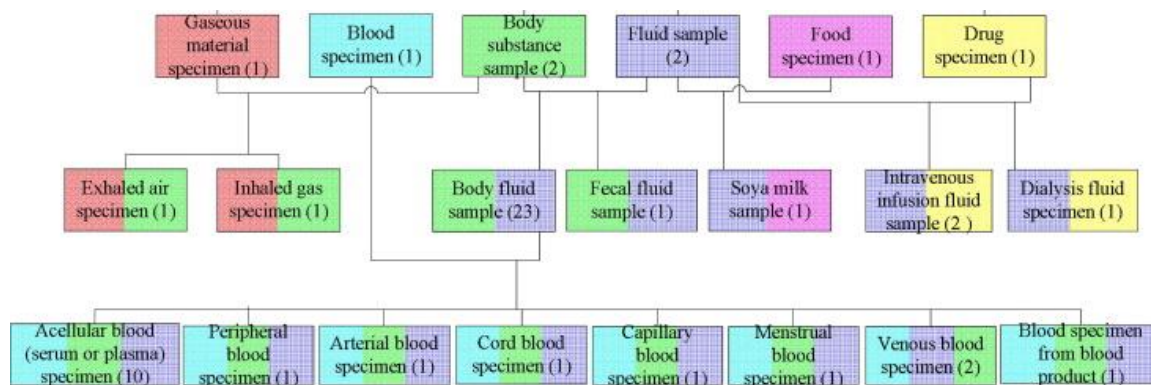 Gaseous
material
specimen (1)
Blood
specimen (1)
Body
substance
sample (2)
Fluid sample
(2)
Food
specimen (1)
Drug
specimen (1)
Exhaled air
specimen (1)
Inhaled gas
specimen (1)
Body fluid
sample (23)
Fecal fluid
sample (1)
Soya milk
sample (1)
Intravenous
infusion fluid
sample (2 )
Dialysis fluid
specimen (1)
Acellular blood
(serum or plasma)
specimen (10)
Peripheral
blood
specimen (1)
Arterial blood
specimen (1)
Cord blood
specimen (1)
Capillary
blood
specimen (1)
Menstrual
blood
specimen (1)
Venous blood
specimen (2)
Blood specimen
from blood
product (1)